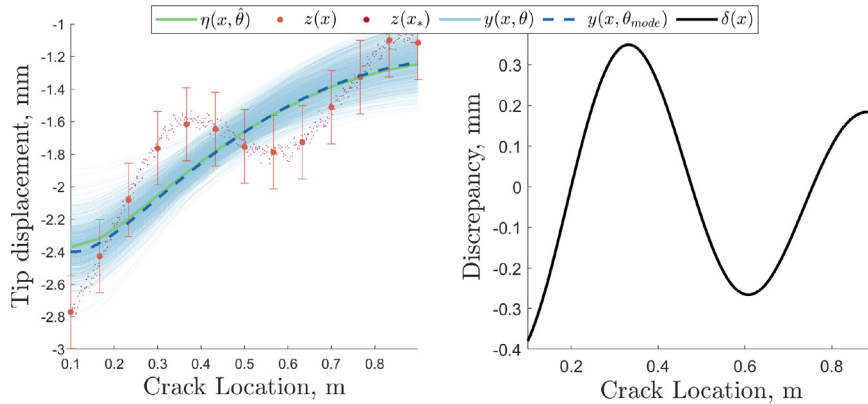 η(x, θ̂) z(x) z(x*) y(x, θ) y(x, θmode) δ(x)
-1
-1.2
-1.4
-1.6
-1.8
-2
-2.2
-2.4
-2.6
-2.8
-3
Tip displacement, mm
0.1 0.2 0.3 0.4 0.5 0.6 0.7 0.8
Crack Location, m
0.3
0.2
0.1
0
-0.1
-0.2
-0.3
-0.4
Discrepancy, mm
0.2 0.4 0.6 0.8
Crack Location, m